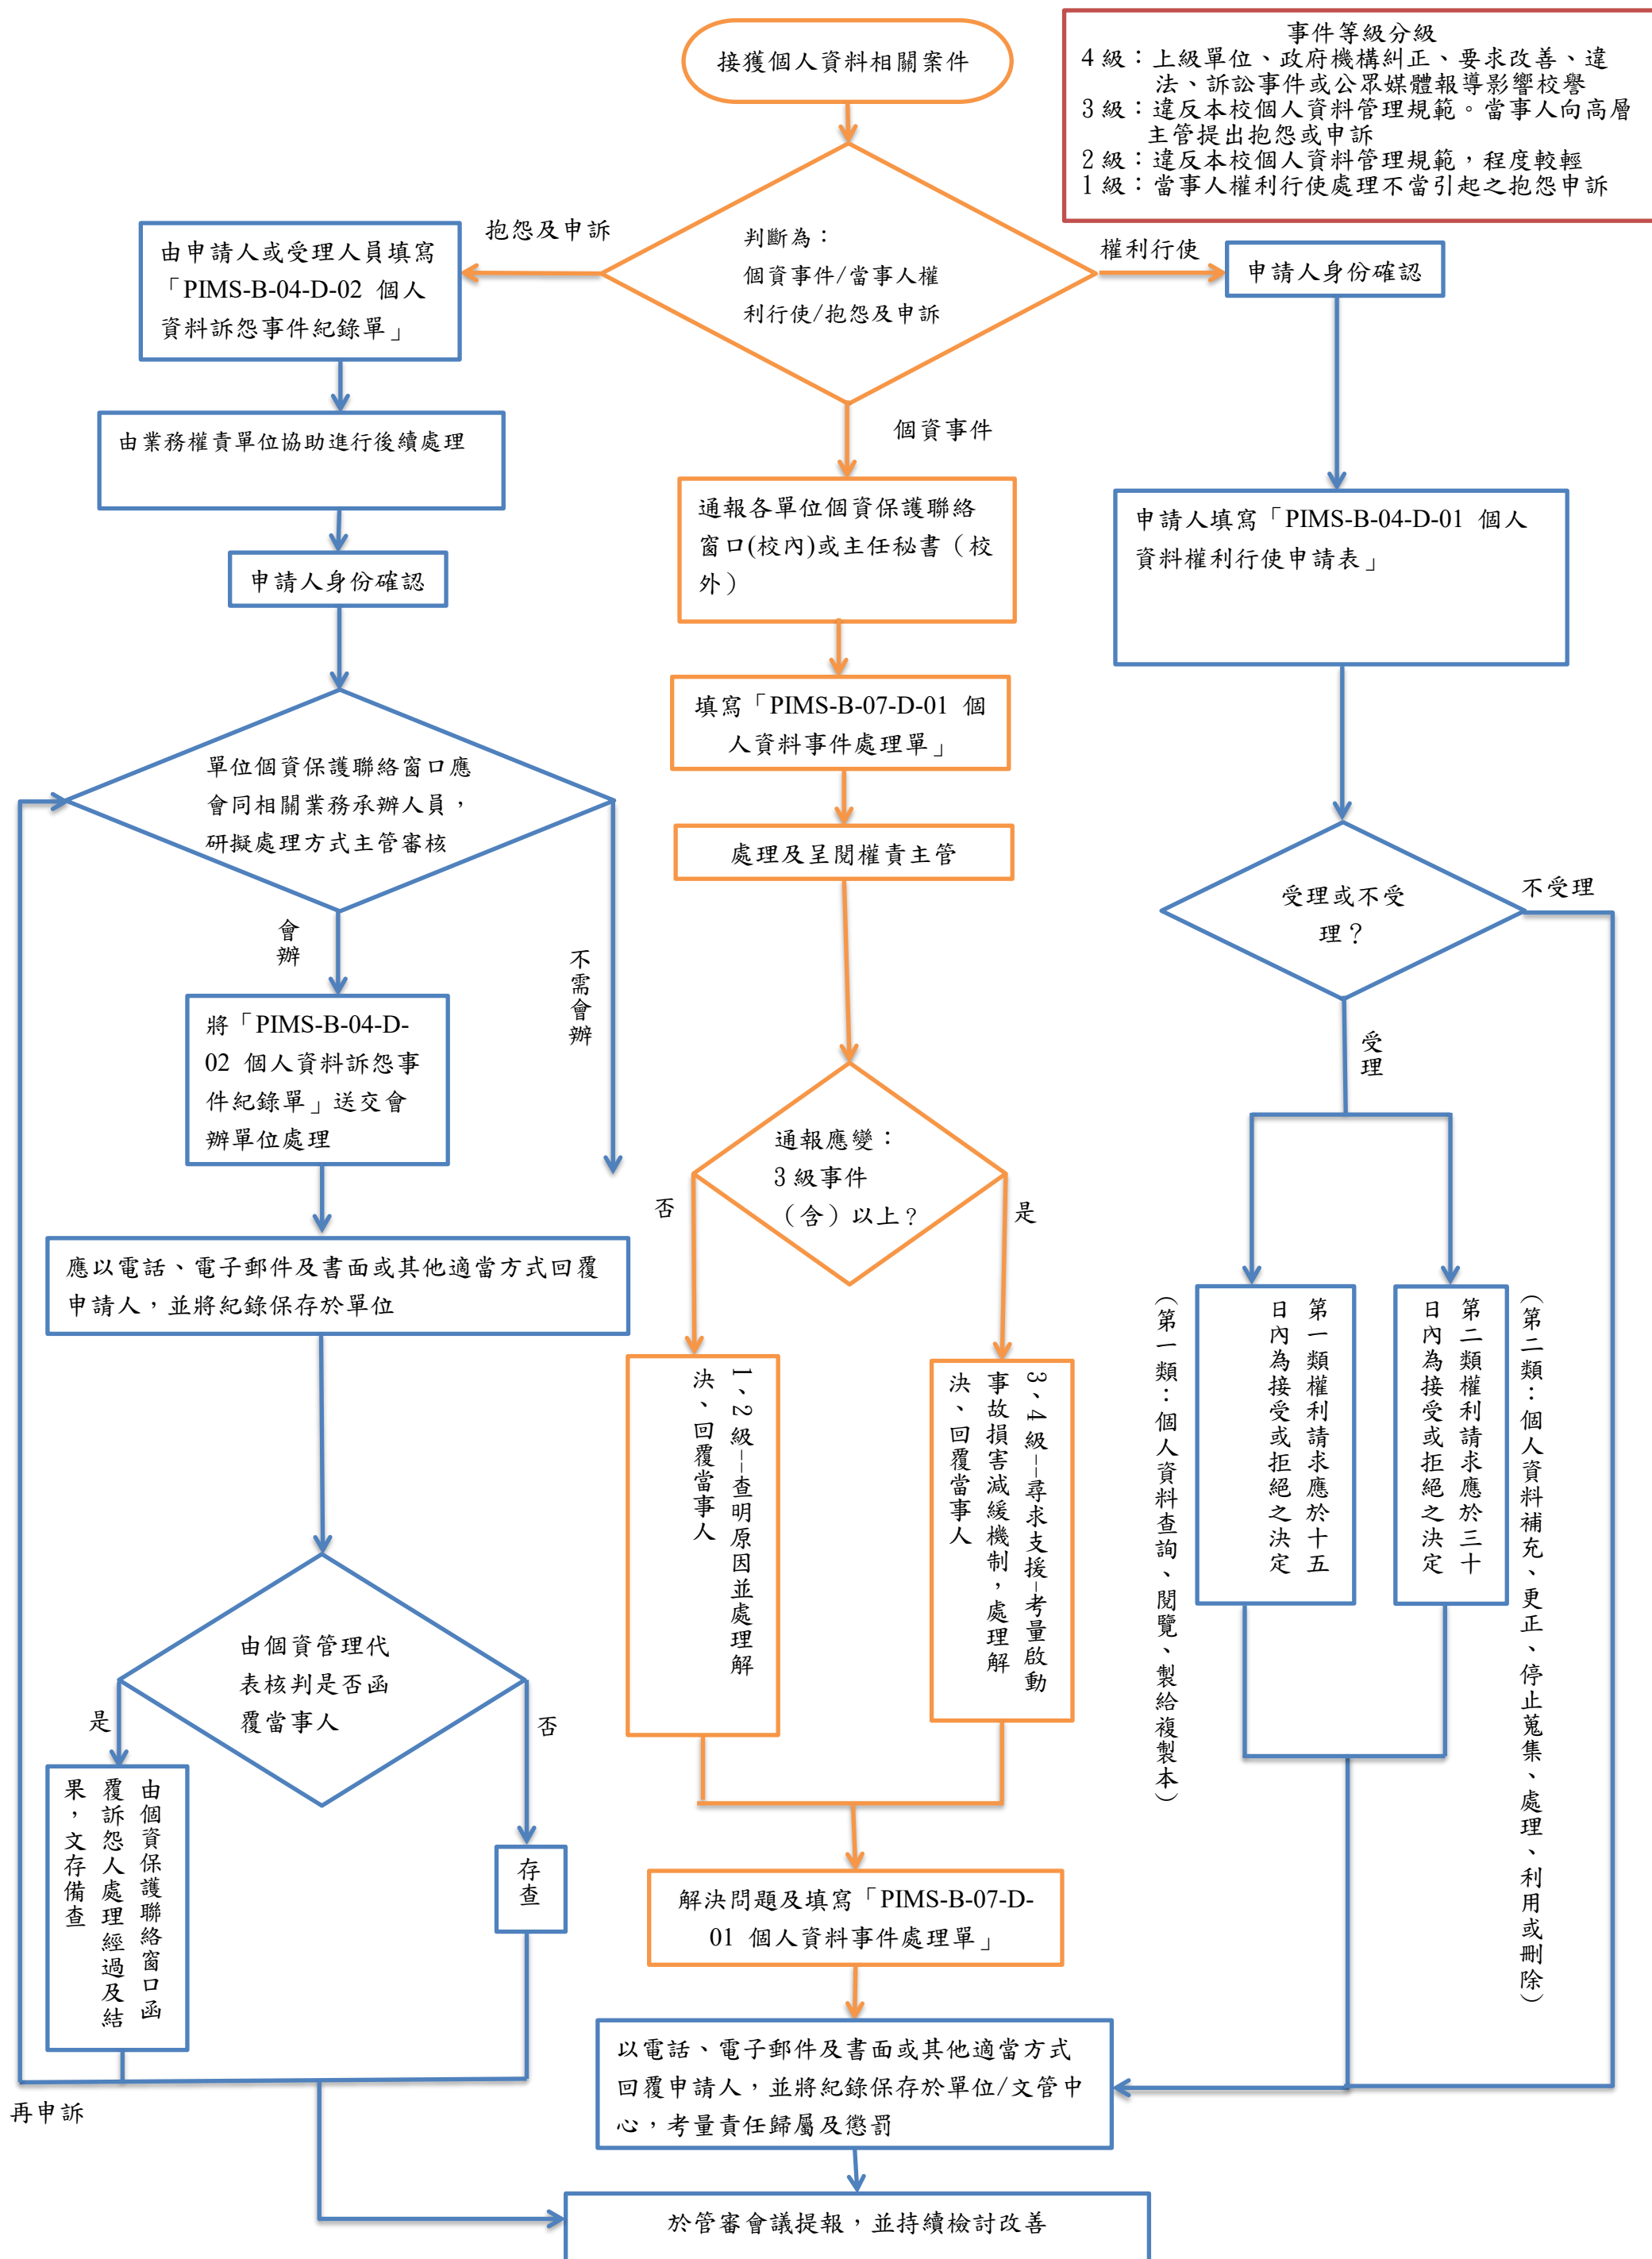 接獲個人資料相關案件
事件等級分級
4級：上級單位、政府機構糾正、要求改善、違
法、訴訟事件或公眾媒體報導影響校譽
3級：違反本校個人資料管理規範。當事人向高層
主管提出抱怨或申訴
2級：違反本校個人資料管理規範，程度較輕
1級：當事人權利行使處理不當引起之抱怨申訴
判斷為：
個資事件/當事人權
利行使/抱怨及申訴
抱怨及申訴
權利行使
個資事件
由申請人或受理人員填寫
「PIMS-B-04-D-02 個人
資料訴怨事件紀錄單」
由業務權責單位協助進行後續處理
申請人身份確認
單位個資保護聯絡窗口應
會同相關業務承辦人員，
研擬處理方式主管審核
會辦
不需會辦
將「PIMS-B-04-D-
02 個人資料訴怨事
件紀錄單」送交會
辦單位處理
應以電話、電子郵件及書面或其他適當方式回覆
申請人，並將紀錄保存於單位
由個資管理代
表核判是否函
覆當事人
是
否
由個資保護聯絡窗口函
覆訴怨人處理經過及結
果，文存備查
存查
再申訴
通報各單位個資保護聯絡
窗口(校內)或主任秘書（校
外）
填寫「PIMS-B-07-D-01 個
人資料事件處理單」
處理及呈閱權責主管
通報應變：
3級事件
（含）以上？
否
是
1、2級--查明原因並處理解
決、回覆當事人
3、4級--尋求支援-考量啟動
事故損害減緩機制，處理解
決、回覆當事人
解決問題及填寫「PIMS-B-07-D-
01 個人資料事件處理單」
以電話、電子郵件及書面或其他適當方式
回覆申請人，並將紀錄保存於單位/文管中
心，考量責任歸屬及懲罰
於管審會議提報，並持續檢討改善
申請人身份確認
申請人填寫「PIMS-B-04-D-01 個人
資料權利行使申請表」
受理或不受
理？
不受理
受理
第一類權利請求應於十五
日內為接受或拒絕之決定
（第一類：個人資料查詢、閱覽、製給複製本）
第二類權利請求應於三十
日內為接受或拒絕之決定
（第二類：個人資料補充、更正、停止蒐集、處理、利用或刪除）